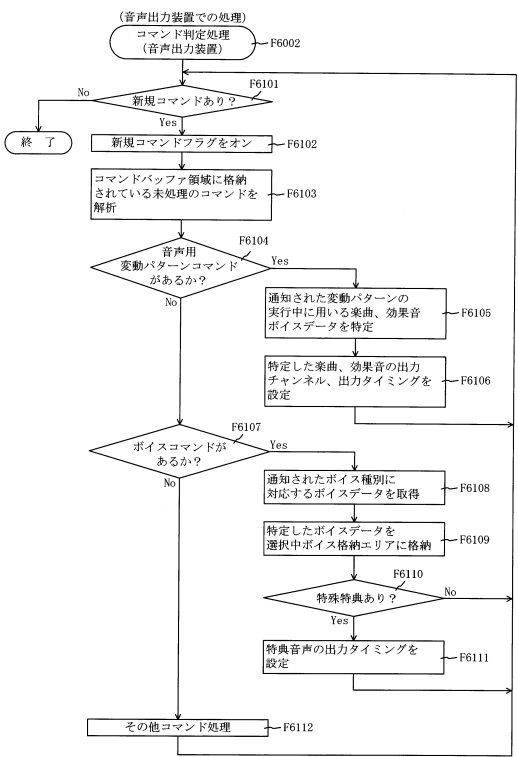 (音声出力装置での処理)
コマンド判定処理
(音声出力装置)
F6002
F6101
No
新規コマンドあり?
Yes
終 了
新規コマンドフラグをオン
F6102
コマンドバッファ領域に格納
されている未処理のコマンドを
解析
F6103
F6104
音声用
変動パターンコマンド
があるか?
Yes
No
通知された変動パターンの
実行中に用いる楽曲、効果音
ボイスデータを特定
F6105
特定した楽曲、効果音の出力
チャンネル、出力タイミングを
設定
F6106
F6107
ボイスコマンドが
あるか?
Yes
No
通知されたボイス種別に
対応するボイスデータを取得
F6108
特定したボイスデータを
選択中ボイス格納エリアに格納
F6109
F6110
特殊特典あり?
No
Yes
特典音声の出力タイミングを
設定
F6111
その他コマンド処理
F6112